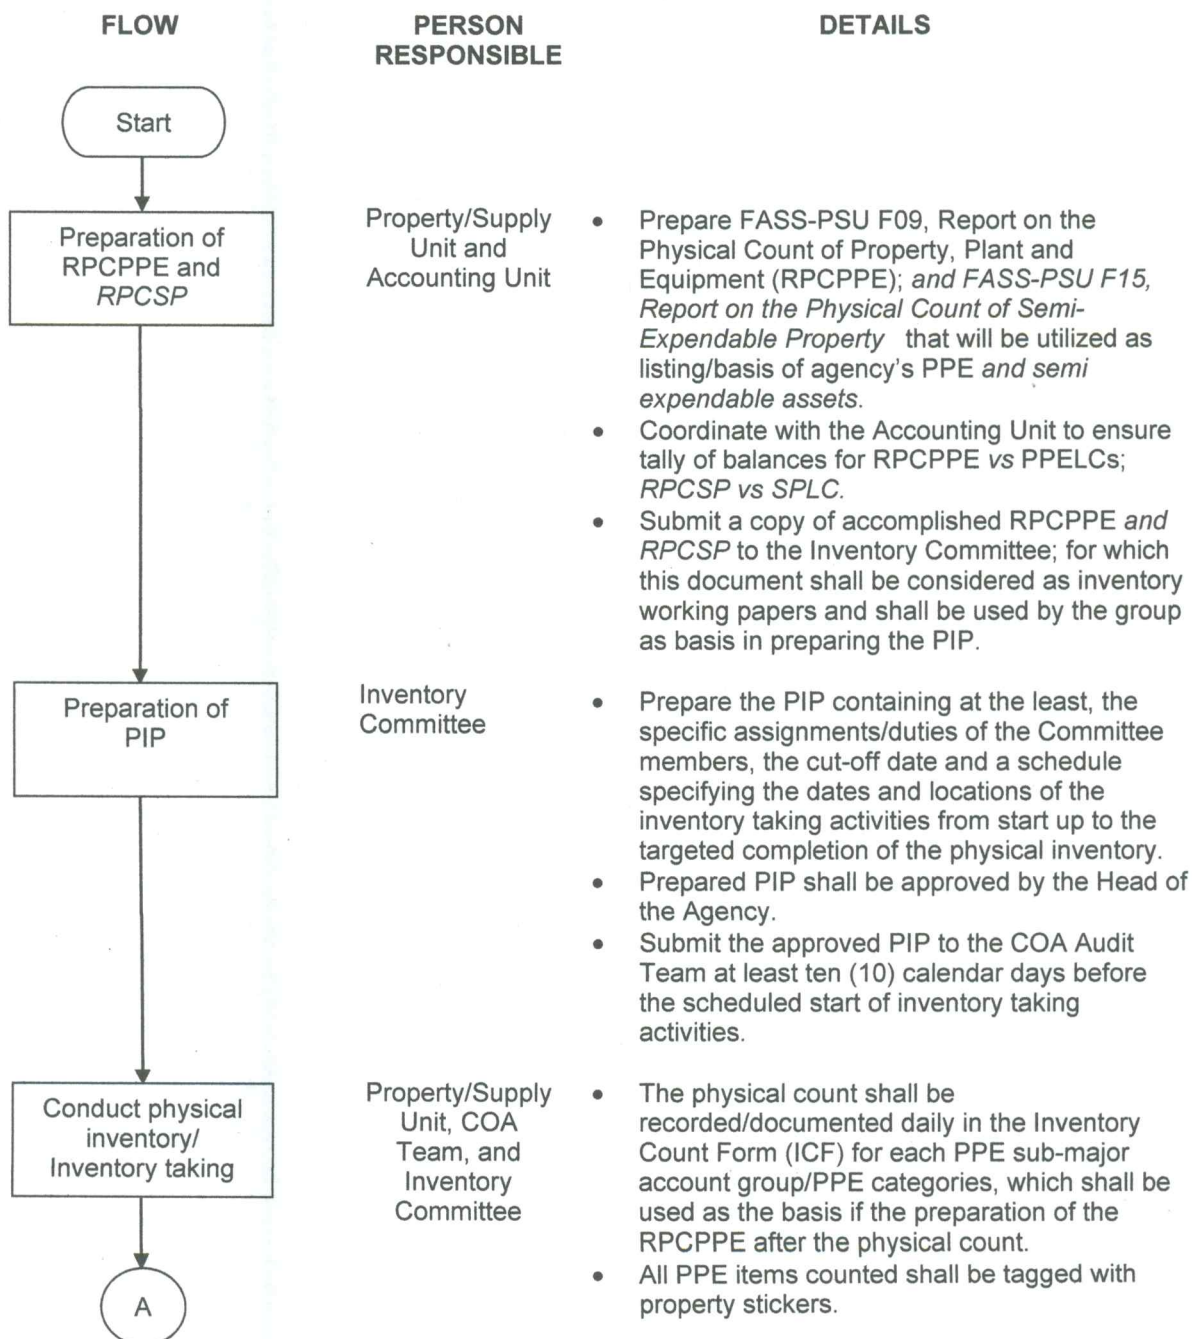 FLOW
PERSON
RESPONSIBLE
DETAILS
Start
Preparation of
RPCPPE and
RPCSP
Property/Supply
Unit and
Accounting Unit
• Prepare FASS-PSU F09, Report on the
Physical Count of Property, Plant and
Equipment (RPCPPE); and FASS-PSU F15,
Report on the Physical Count of Semi-
Expendable Property that will be utilized as
listing/basis of agency's PPE and semi
expendable assets.
• Coordinate with the Accounting Unit to ensure
tally of balances for RPCPPE vs PPELCs;
RPCSP vs SPLC.
• Submit a copy of accomplished RPCPPE and
RPCSP to the Inventory Committee; for which
this document shall be considered as inventory
working papers and shall be used by the group
as basis in preparing the PIP.
Preparation of
PIP
Inventory
Committee
• Prepare the PIP containing at the least, the
specific assignments/duties of the Committee
members, the cut-off date and a schedule
specifying the dates and locations of the
inventory taking activities from start up to the
targeted completion of the physical inventory.
• Prepared PIP shall be approved by the Head of
the Agency.
• Submit the approved PIP to the COA Audit
Team at least ten (10) calendar days before
the scheduled start of inventory taking
activities.
Conduct physical
inventory/
Inventory taking
Property/Supply
Unit, COA
Team, and
Inventory
Committee
• The physical count shall be
recorded/documented daily in the Inventory
Count Form (ICF) for each PPE sub-major
account group/PPE categories, which shall be
used as the basis if the preparation of the
RPCPPE after the physical count.
• All PPE items counted shall be tagged with
property stickers.
A